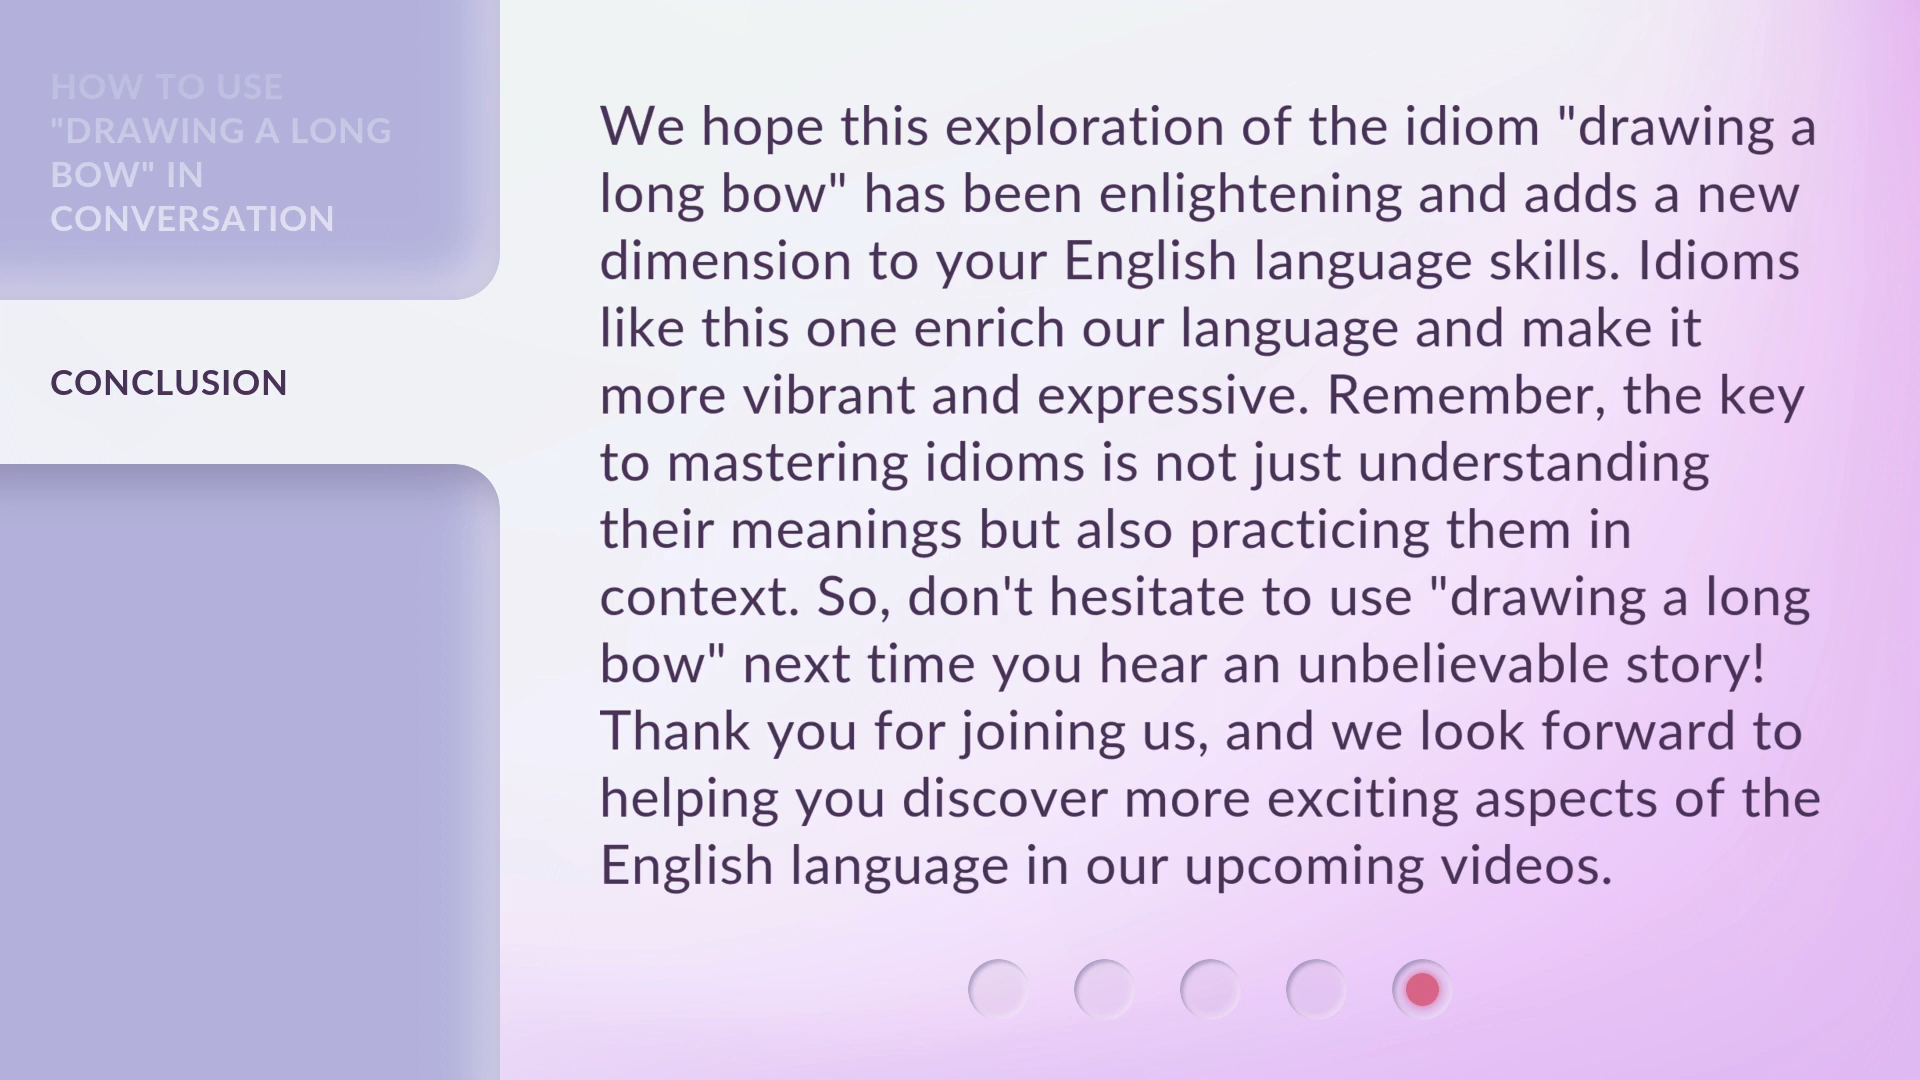 HOW TO USE
"DRAWING A LONG
BOW" IN
CONVERSATION
CONCLUSION
We hope this exploration of the idiom "drawing a
long bow" has been enlightening and adds a new
dimension to your English language skills. Idioms
like this one enrich our language and make it
more vibrant and expressive. Remember, the key
to mastering idioms is not just understanding
their meanings but also practicing them in
context. So, don't hesitate to use "drawing a long
bow" next time you hear an unbelievable story!
Thank you for joining us, and we look forward to
helping you discover more exciting aspects of the
English language in our upcoming videos.